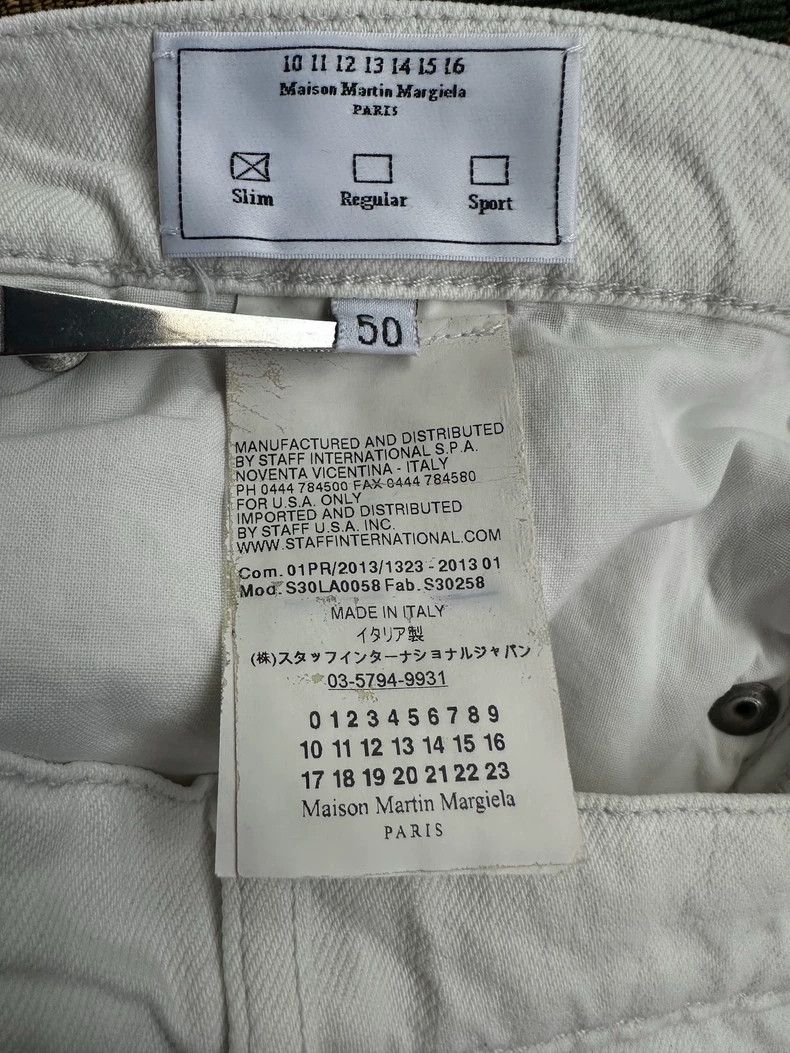 10 11 12 13 14 15 16
Maison Martin Margiela
PARIS
Slim Regular Sport
50
MANUFACTURED AND DISTRIBUTED
BY STAFF INTERNATIONAL S.P.A.
NOVENTA VICENTINA - ITALY
PH 0444 784500 FAX 0444 784580
FOR U.S.A. ONLY
IMPORTED AND DISTRIBUTED
BY STAFF U.S.A. INC.
WWW.STAFFINTERNATIONAL.COM
Com. 01PR/2013/1323 - 2013 01
Mod. S30LA0058 Fab. S30258
MADE IN ITALY
イタリア製
(株)スタッフインターナショナルジャパン
03-5794-9931
0 1 2 3 4 5 6 7 8 9
10 11 12 13 14 15 16
17 18 19 20 21 22 23
Maison Martin Margiela
PARIS